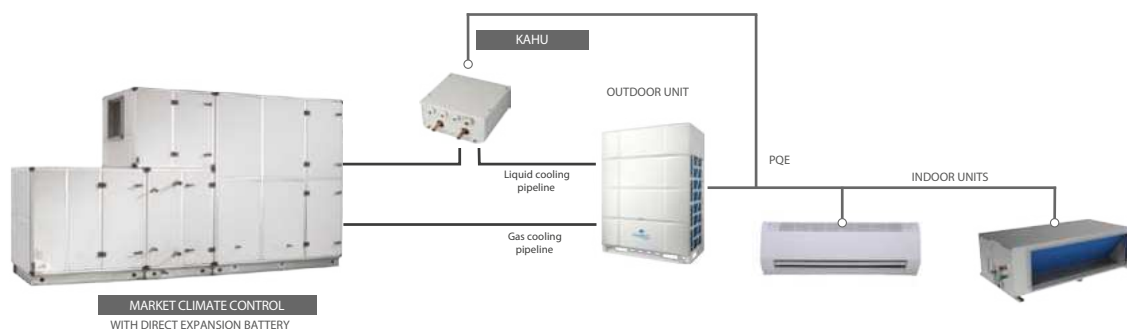 KAHU
OUTDOOR UNIT
PQE
Liquid cooling
pipeline
INDOOR UNITS
Gas cooling
pipeline
MARKET CLIMATE CONTROL
WITH DIRECT EXPANSION BATTERY